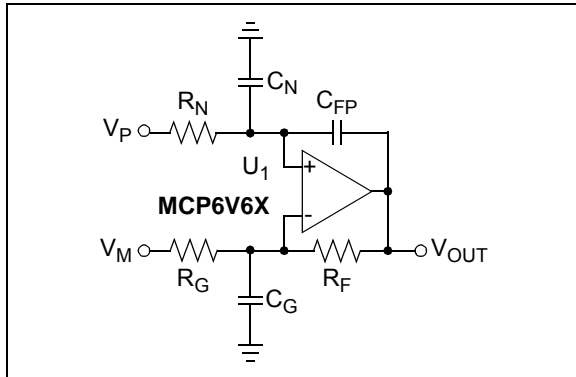 C_N
R_N
C_FP
V_P
U_1
+
MCP6V6X
-
V_M
V_OUT
R_G
R_F
C_G